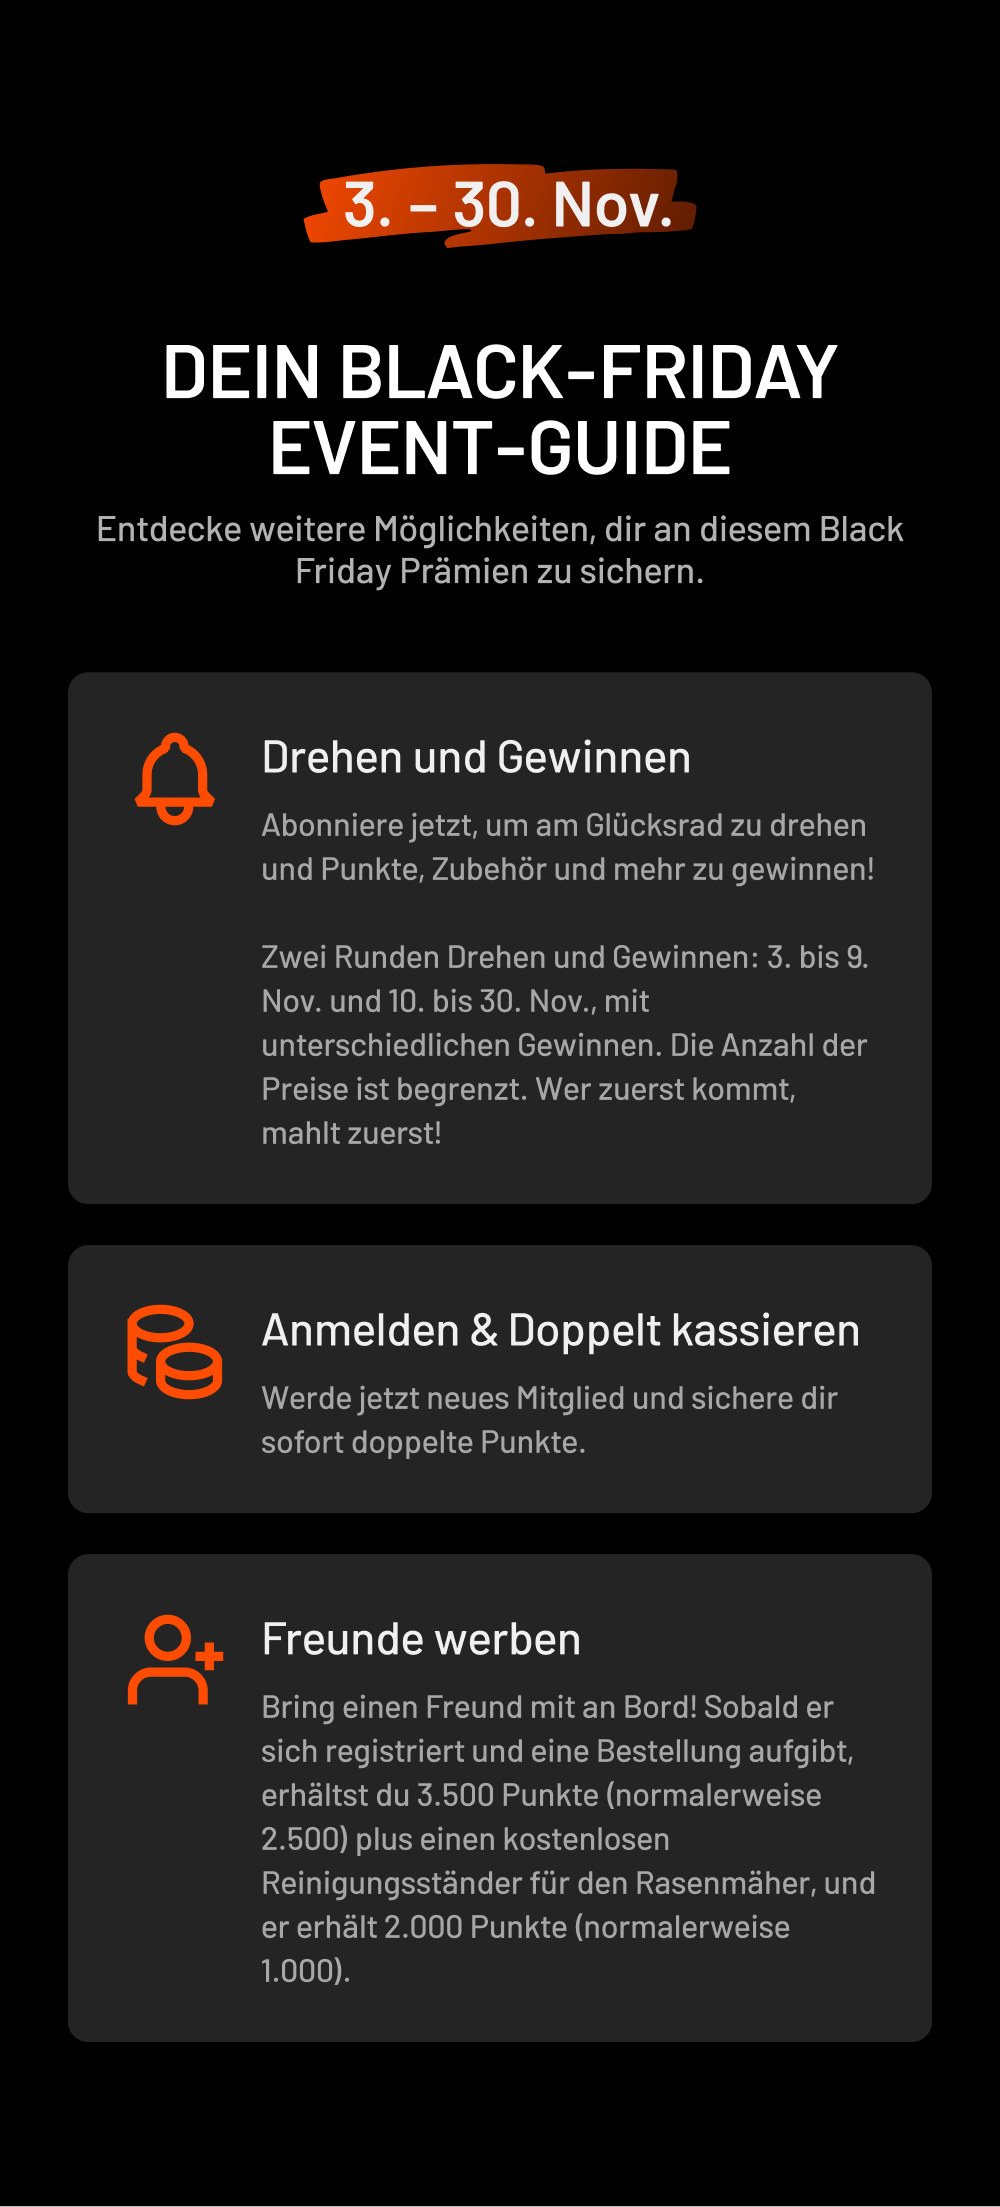 3. – 30. Nov.
DEIN BLACK-FRIDAY
EVENT-GUIDE
Entdecke weitere Möglichkeiten, dir an diesem Black
Friday Prämien zu sichern.
Drehen und Gewinnen
Abonniere jetzt, um am Glücksrad zu drehen
und Punkte, Zubehör und mehr zu gewinnen!
Zwei Runden Drehen und Gewinnen: 3. bis 9.
Nov. und 10. bis 30. Nov., mit
unterschiedlichen Gewinnen. Die Anzahl der
Preise ist begrenzt. Wer zuerst kommt,
mahlt zuerst!
Anmelden & Doppelt kassieren
Werde jetzt neues Mitglied und sichere dir
sofort doppelte Punkte.
Freunde werben
Bring einen Freund mit an Bord! Sobald er
sich registriert und eine Bestellung aufgibt,
erhältst du 3.500 Punkte (normalerweise
2.500) plus einen kostenlosen
Reinigungsständer für den Rasenmäher, und
er erhält 2.000 Punkte (normalerweise
1.000).